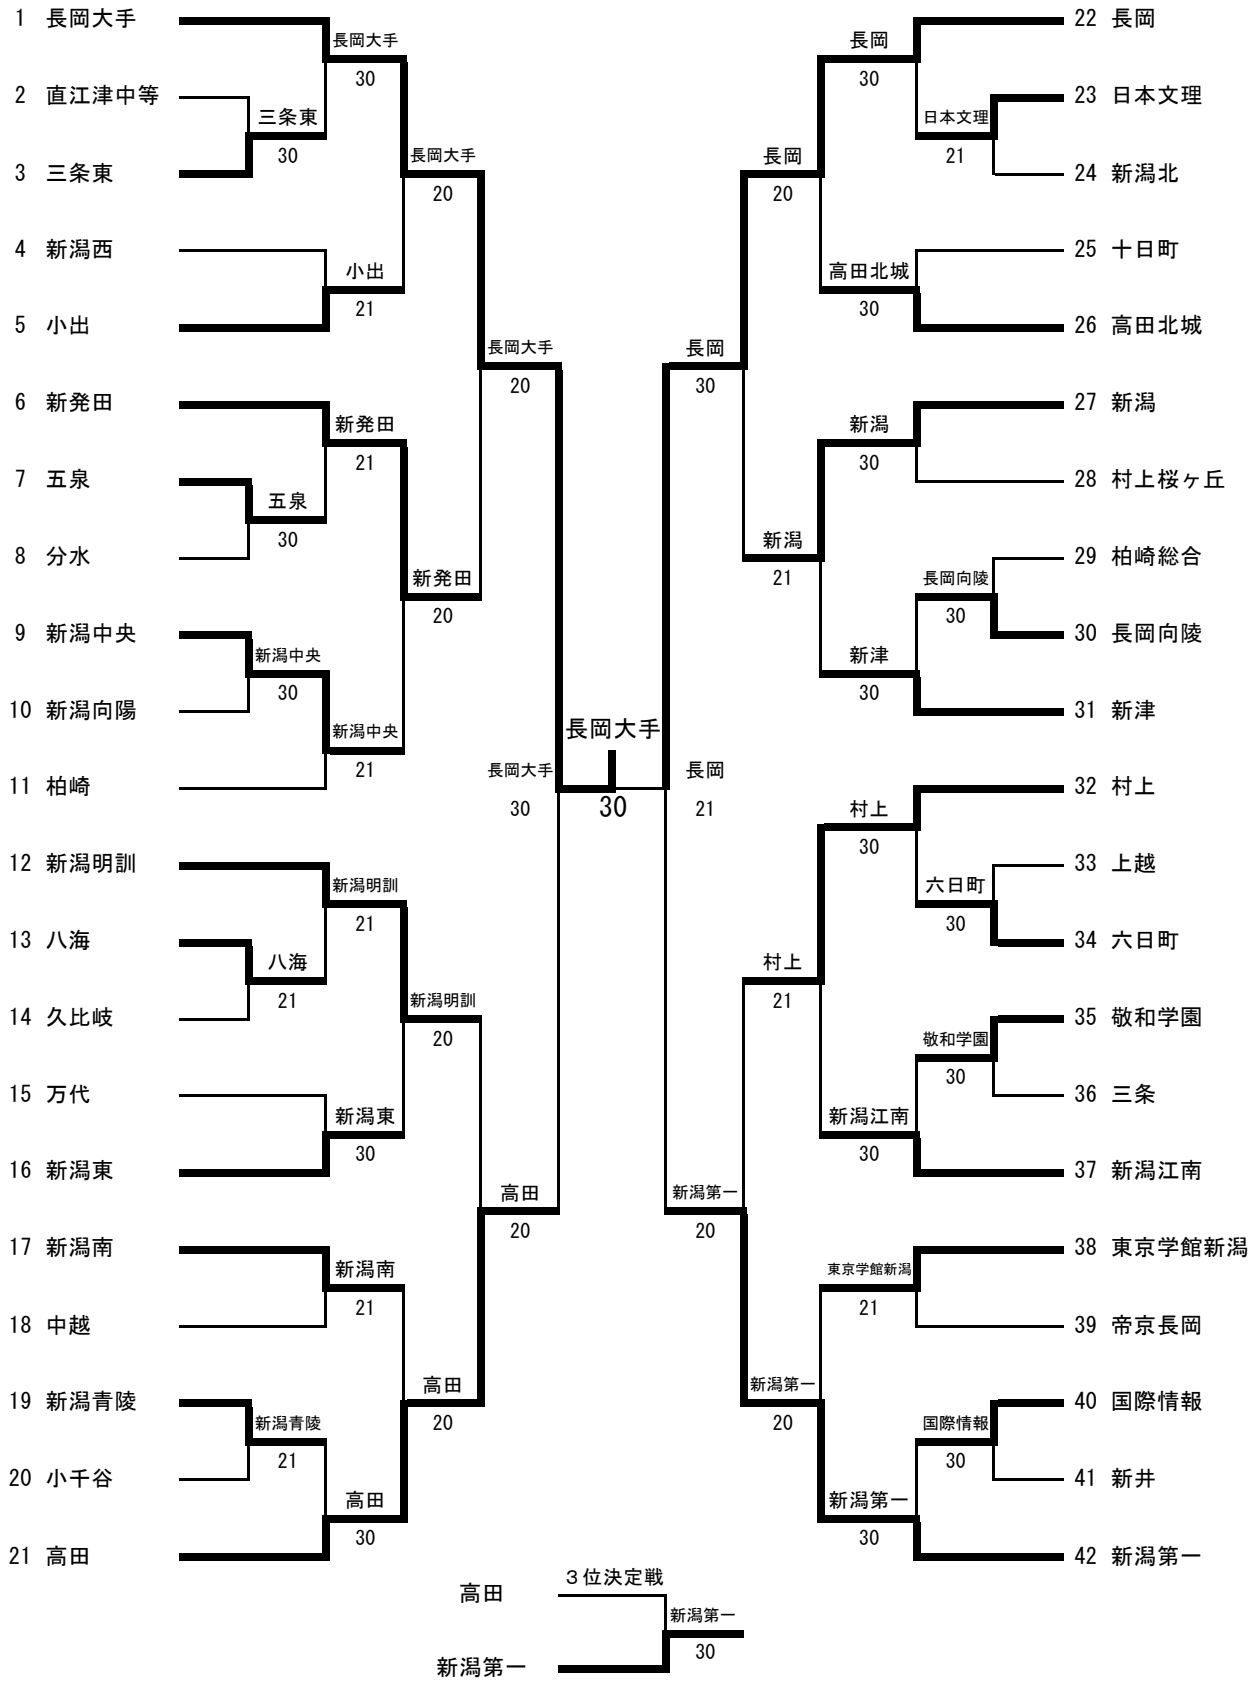 1 長岡大手
2 直江津中等
3 三条東
4 新潟西
5 小出
6 新発田
7 五泉
8 分水
9 新潟中央
10 新潟向陽
11 柏崎
12 新潟明訓
13 八海
14 久比岐
15 万代
16 新潟東
17 新潟南
18 中越
19 新潟青陵
20 小千谷
21 高田
三条東
30
五泉
30
新潟中央
30
八海
21
新潟青陵
21
長岡大手
30
小出
21
新発田
21
新潟中央
21
新潟明訓
21
新潟東
30
新潟南
21
高田
30
長岡大手
20
新発田
20
新潟明訓
20
高田
20
長岡大手
20
高田
20
長岡大手
30
長岡大手
30
長岡
21
長岡
30
新潟第一
20
長岡
20
新潟
21
村上
21
新潟第一
20
長岡
30
高田北城
30
新潟
30
新津
30
村上
30
新潟江南
30
東京学館新潟
21
新潟第一
30
日本文理
21
長岡向陵
30
六日町
30
敬和学園
30
国際情報
30
22 長岡
23 日本文理
24 新潟北
25 十日町
26 高田北城
27 新潟
28 村上桜ヶ丘
29 柏崎総合
30 長岡向陵
31 新津
32 村上
33 上越
34 六日町
35 敬和学園
36 三条
37 新潟江南
38 東京学館新潟
39 帝京長岡
40 国際情報
41 新井
42 新潟第一
３位決定戦
高田
新潟第一
新潟第一
30